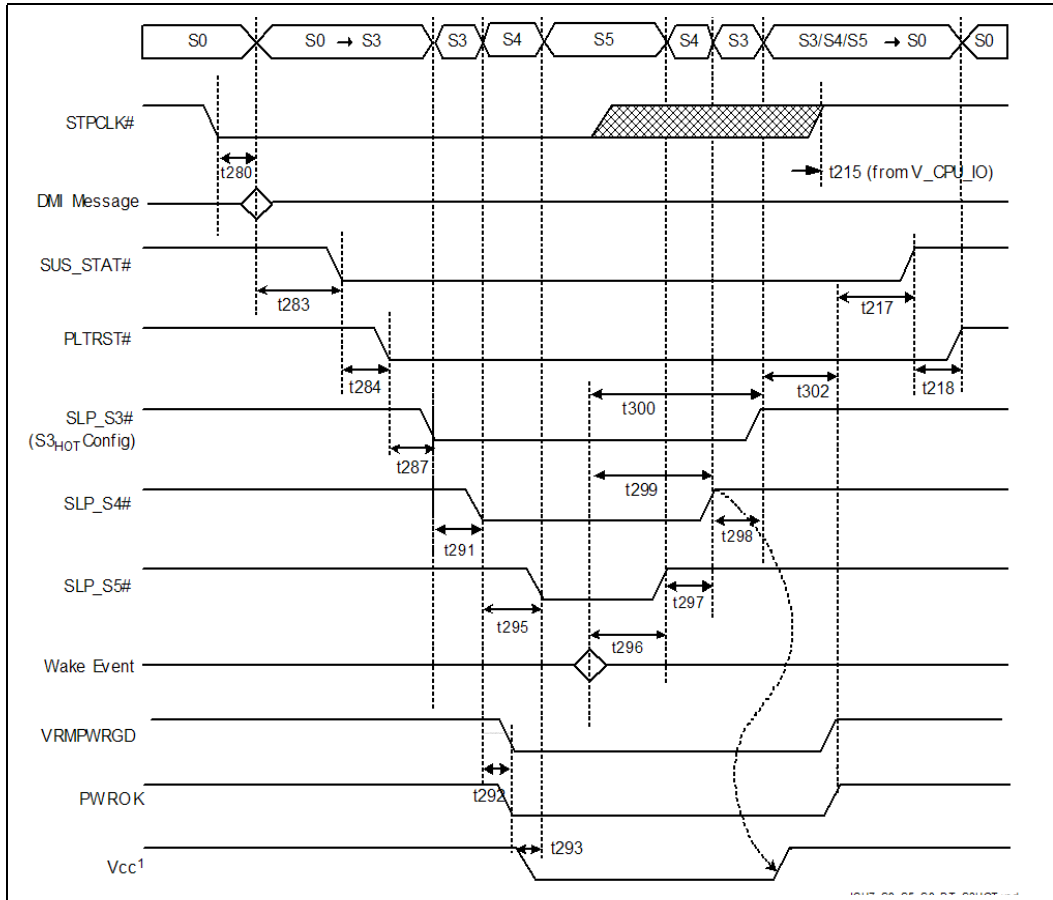 S0 S0 → S3 S3 S4 S5 S4 S3 S3/S4/S5 → S0 S0
STPCLK#
t280
t215 (from V_CPU_IO)
DMI Message
SUS_STAT#
t283
t217
PLTRST#
t284
t302
t218
t300
SLP_S3#
(S3HOT Config)
t287
t299
SLP_S4#
t291
t298
SLP_S5#
t295
t297
t296
Wake Event
VRMPWRGD
t292
PWROK
t293
Vcc1